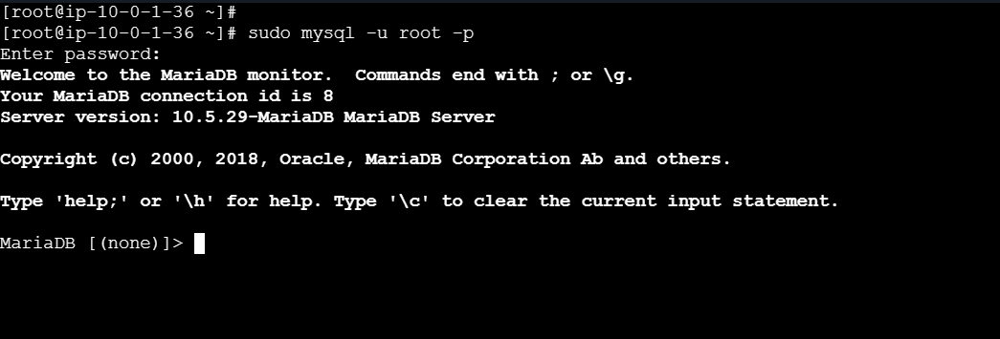 [root@ip-10-0-1-36 ~]#
[root@ip-10-0-1-36 ~]# sudo mysql -u root -p
Enter password:
Welcome to the MariaDB monitor.  Commands end with ; or \g.
Your MariaDB connection id is 8
Server version: 10.5.29-MariaDB MariaDB Server
Copyright (c) 2000, 2018, Oracle, MariaDB Corporation Ab and others.
Type 'help;' or '\h' for help. Type '\c' to clear the current input statement.
MariaDB [(none)]>